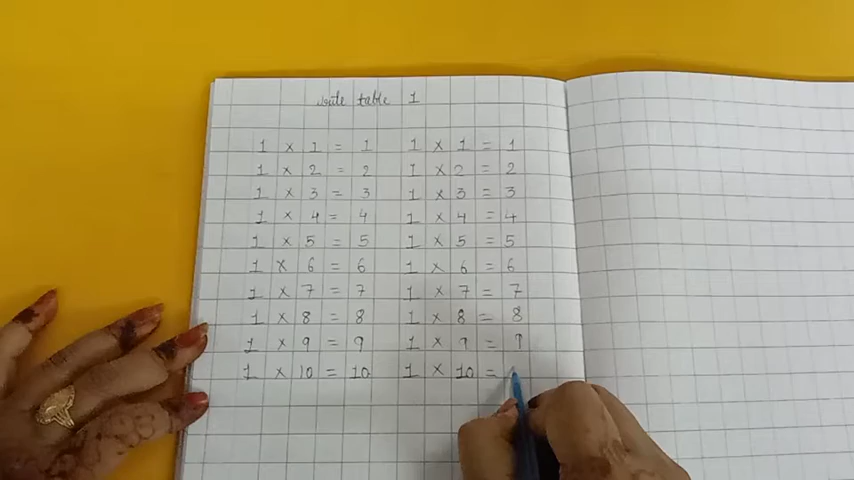 Write table 1
1 × 1 = 1 1 × 1 = 1
1 × 2 = 2 1 × 2 = 2
1 × 3 = 3 1 × 3 = 3
1 × 4 = 4 1 × 4 = 4
1 × 5 = 5 1 × 5 = 5
1 × 6 = 6 1 × 6 = 6
1 × 7 = 7 1 × 7 = 7
1 × 8 = 8 1 × 8 = 8
1 × 9 = 9 1 × 9 = 9
1 × 10 = 10 1 × 10 =